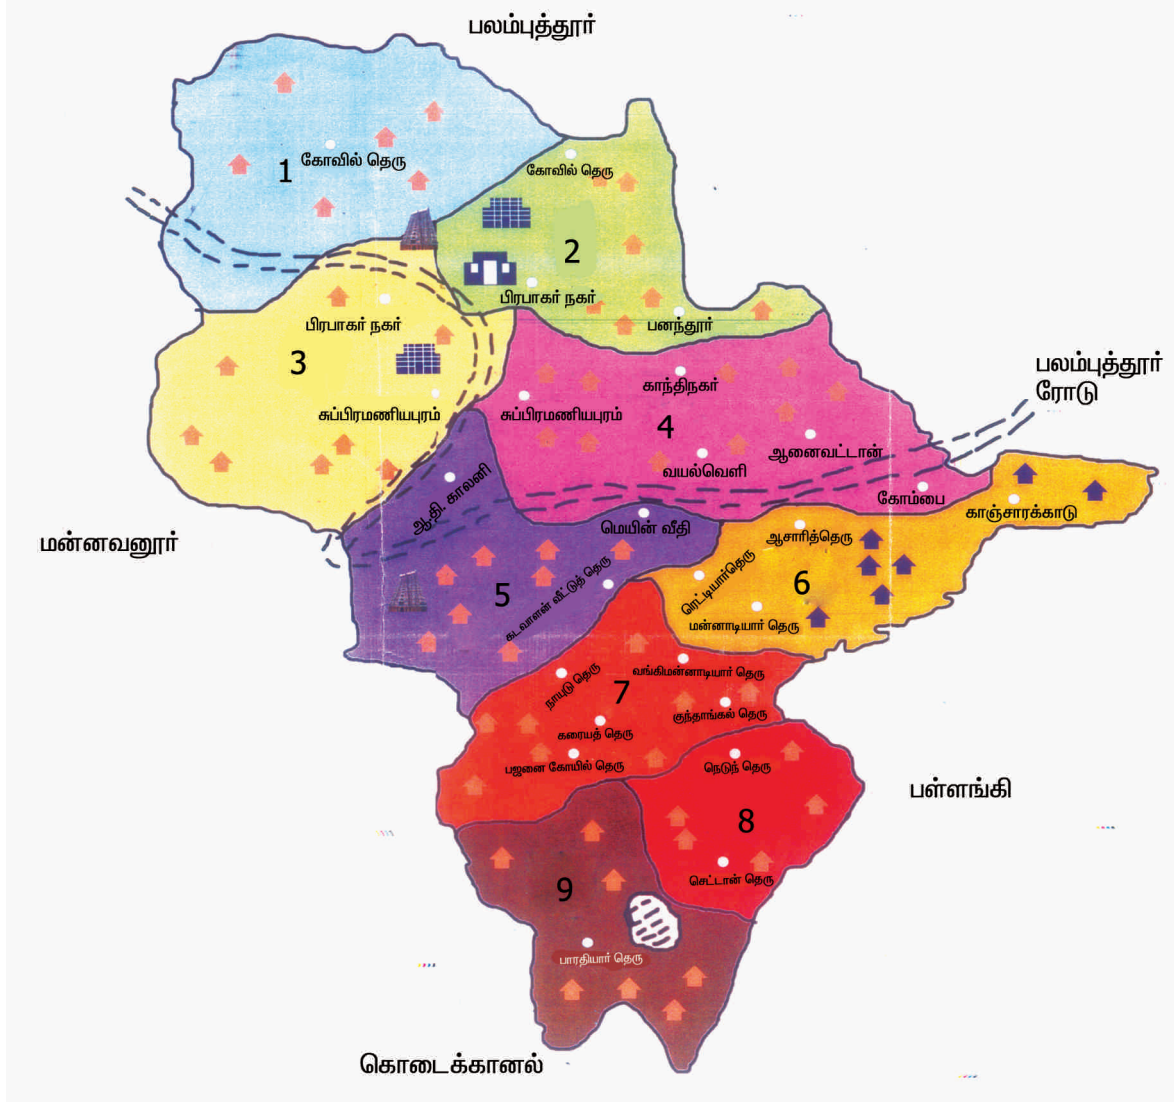 பலம்புத்தூர்
1
கோவில் தெரு
கோவில் தெரு
2
பிரபாகர் நகர்
பனந்தூர்
பிரபாகர் நகர்
3
சுப்பிரமணியபுரம்
பலம்புத்தூர்
ரோடு
காந்திநகர்
சுப்பிரமணியபுரம்
4
ஆனைவட்டான்
வயல்வெளி
கோம்பை
மன்னவனூர்
ஆ.தி. காலனி
மெயின் வீதி
5
கடவாளன் வீட்டுத் தெரு
காஞ்சாரக்காடு
ஆசாரித்தெரு
ரெட்டியார்தெரு
6
மன்னாடியார் தெரு
நாயுடு தெரு
வங்கிமன்னாடியார் தெரு
7
குந்தாங்கல் தெரு
கரையத் தெரு
பஜனை கோயில் தெரு
நெடுந் தெரு
8
செட்டான் தெரு
பள்ளங்கி
9
பாரதியார் தெரு
கொடைக்கானல்